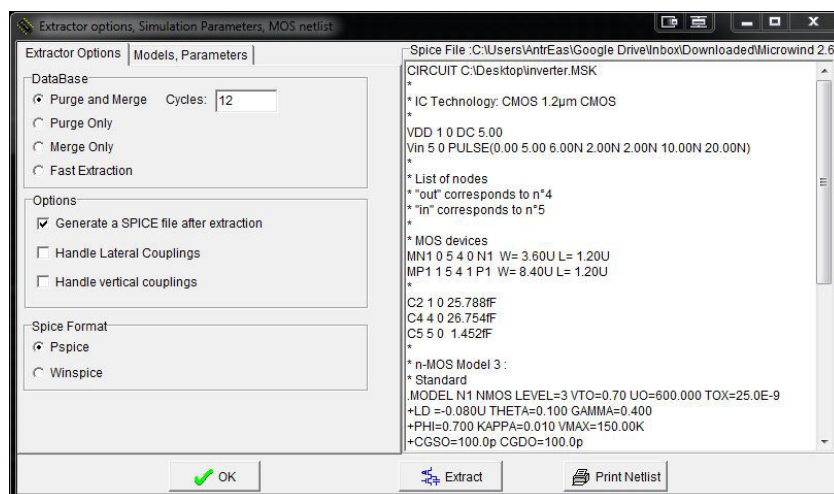 Extractor options, Simulation Parameters, MOS netlist
Extractor Options
Models, Parameters
DataBase
Purge and Merge
Cycles:
12
Purge Only
Merge Only
Fast Extraction
Options
Generate a SPICE file after extraction
Handle Lateral Couplings
Handle vertical couplings
Spice Format
Pspice
Winspice
Spice File :C:\Users\AntrEas\Google Drive\Inbox\Downloaded\Microwind 2.6
CIRCUIT C:\Desktop\inverter.MSK
*
* IC Technology: CMOS 1.2µm CMOS
*
VDD 1 0 DC 5.00
Vin 5 0 PULSE(0.00 5.00 6.00N 2.00N 2.00N 10.00N 20.00N)
*
* List of nodes
* "out" corresponds to n°4
* "in" corresponds to n°5
*
* MOS devices
MN1 0 5 4 0 N1 W= 3.60U L= 1.20U
MP1 1 5 4 1 P1 W= 8.40U L= 1.20U
*
C2 1 0 25.788fF
C4 4 0 26.754fF
C5 5 0 1.452fF
*
* n-MOS Model 3 :
* Standard
.MODEL N1 NMOS LEVEL=3 VTO=0.70 UO=600.000 TOX=25.0E-9
+LD =-0.080U THETA=0.100 GAMMA=0.400
+PHI=0.700 KAPPA=0.010 VMAX=150.00K
+CGSO=100.0p CGDO=100.0p
OK
Extract
Print Netlist